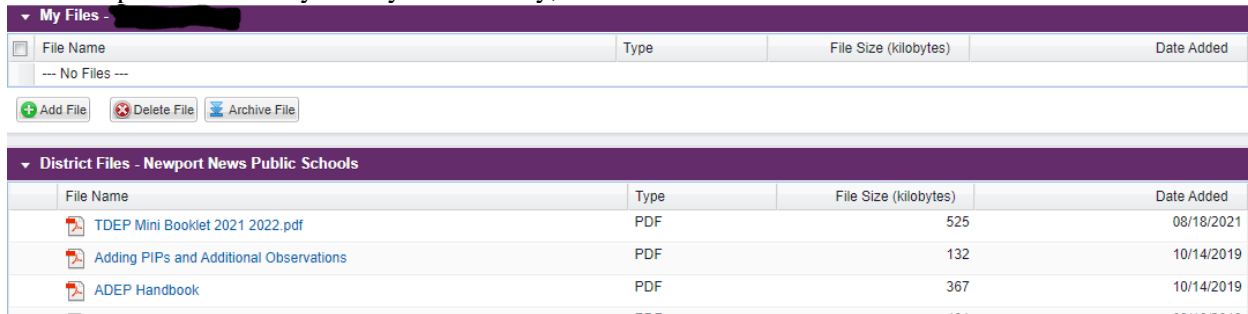 My Files -
File Name Type File Size (kilobytes) Date Added
--- No Files ---
Add File Delete File Archive File
District Files - Newport News Public Schools
File Name Type File Size (kilobytes) Date Added
TDEP Mini Booklet 2021 2022.pdf PDF 525 08/18/2021
Adding PIPs and Additional Observations PDF 132 10/14/2019
ADEP Handbook PDF 367 10/14/2019